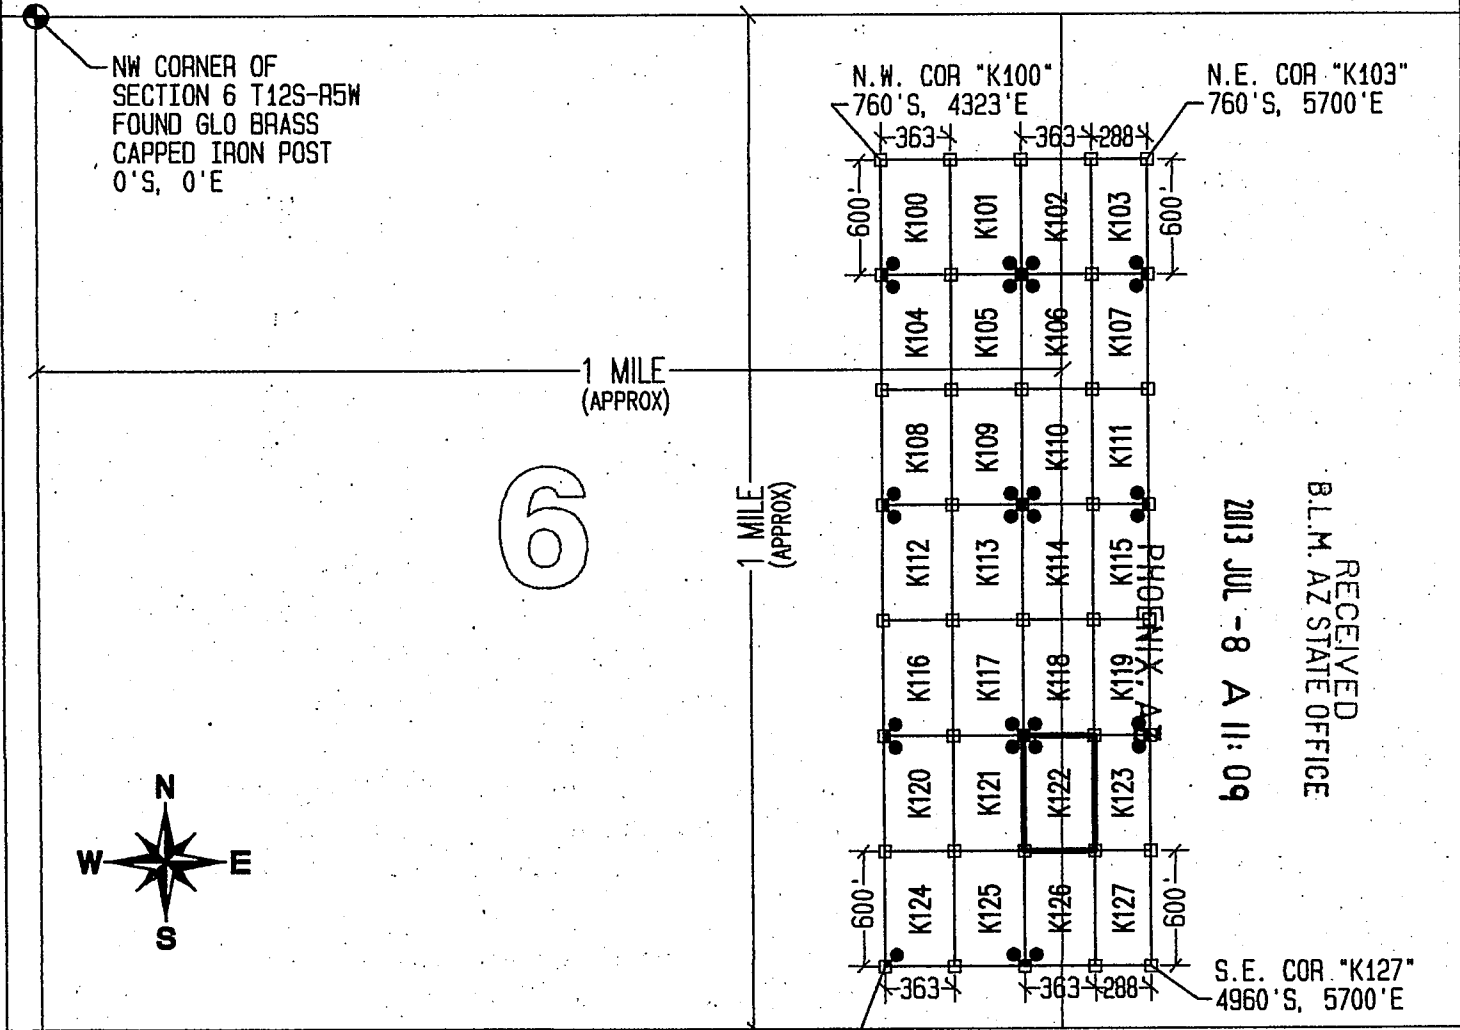 NW CORNER OF
SECTION 6 T12S-R5W
FOUND GLO BRASS
CAPPED IRON POST
0'S, 0'E
N.W. COR "K100"
760'S, 4323'E
N.E. COR "K103"
760'S, 5700'E
363
363
288
600'
600'
K100
K101
K102
K103
K104
K105
K106
K107
1 MILE
(APPROX)
K108
K109
K110
K111
6
1 MILE
(APPROX)
K112
K113
K114
K115
K116
K117
K118
K119
K120
K121
K122
K123
K124
K125
K126
K127
600'
600'
363
363
288
S.E. COR "K127"
4960'S, 5700'E
N
W
E
S
RECEIVED
B.L.M. AZ STATE OFFICE
2013 JUL -8 A 11: 09
PHOENIX, AZ